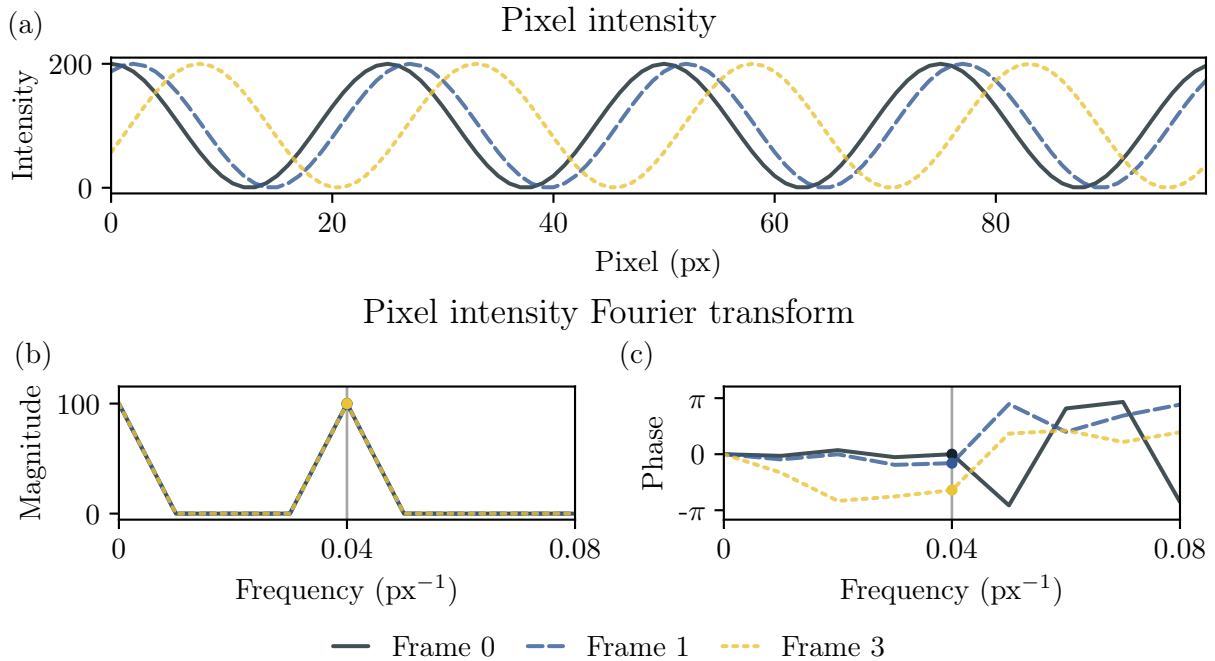 (a)
Pixel intensity
200
0
Intensity
0 20 40 60 80
Pixel (px)
Pixel intensity Fourier transform
(b)
100
0
Magnitude
0 0.04 0.08
Frequency (px⁻¹)
(c)
π
0
-π
Phase
0 0.04 0.08
Frequency (px⁻¹)
Frame 0 Frame 1 Frame 3